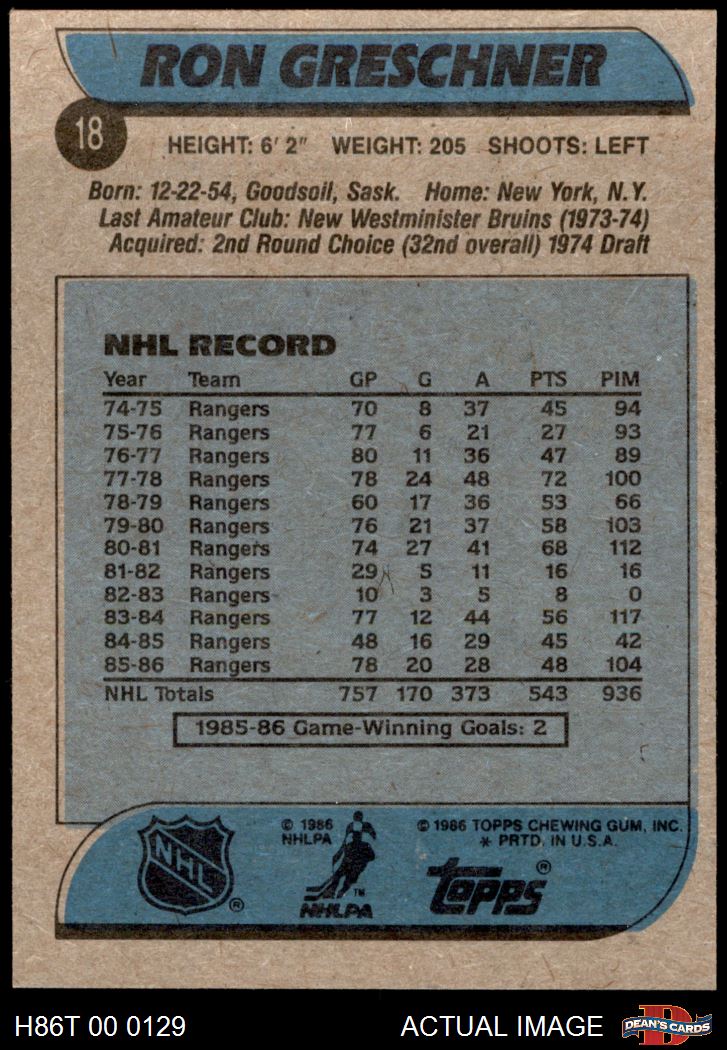 RON GRESCHNER
18
HEIGHT: 6' 2" WEIGHT: 205 SHOOTS: LEFT
Born: 12-22-54, Goodsoil, Sask. Home: New York, N.Y.
Last Amateur Club: New Westminister Bruins (1973-74)
Acquired: 2nd Round Choice (32nd overall) 1974 Draft
NHL RECORD
Year Team GP G A PTS PIM
74-75 Rangers 70 8 37 45 94
75-76 Rangers 77 6 21 27 93
76-77 Rangers 80 11 36 47 89
77-78 Rangers 78 24 48 72 100
78-79 Rangers 60 17 36 53 66
79-80 Rangers 76 21 37 58 103
80-81 Rangers 74 27 41 68 112
81-82 Rangers 29 5 11 16 16
82-83 Rangers 10 3 5 8 0
83-84 Rangers 77 12 44 56 117
84-85 Rangers 48 16 29 45 42
85-86 Rangers 78 20 28 48 104
NHL Totals 757 170 373 543 936
1985-86 Game-Winning Goals: 2
NHL ®
© 1986
NHLPA
TM
NHLPA
© 1986 TOPPS CHEWING GUM, INC.
* PRTD. IN U.S.A.
topps ®
H86T 00 0129 ACTUAL IMAGE
D
DEAN'S CARDS